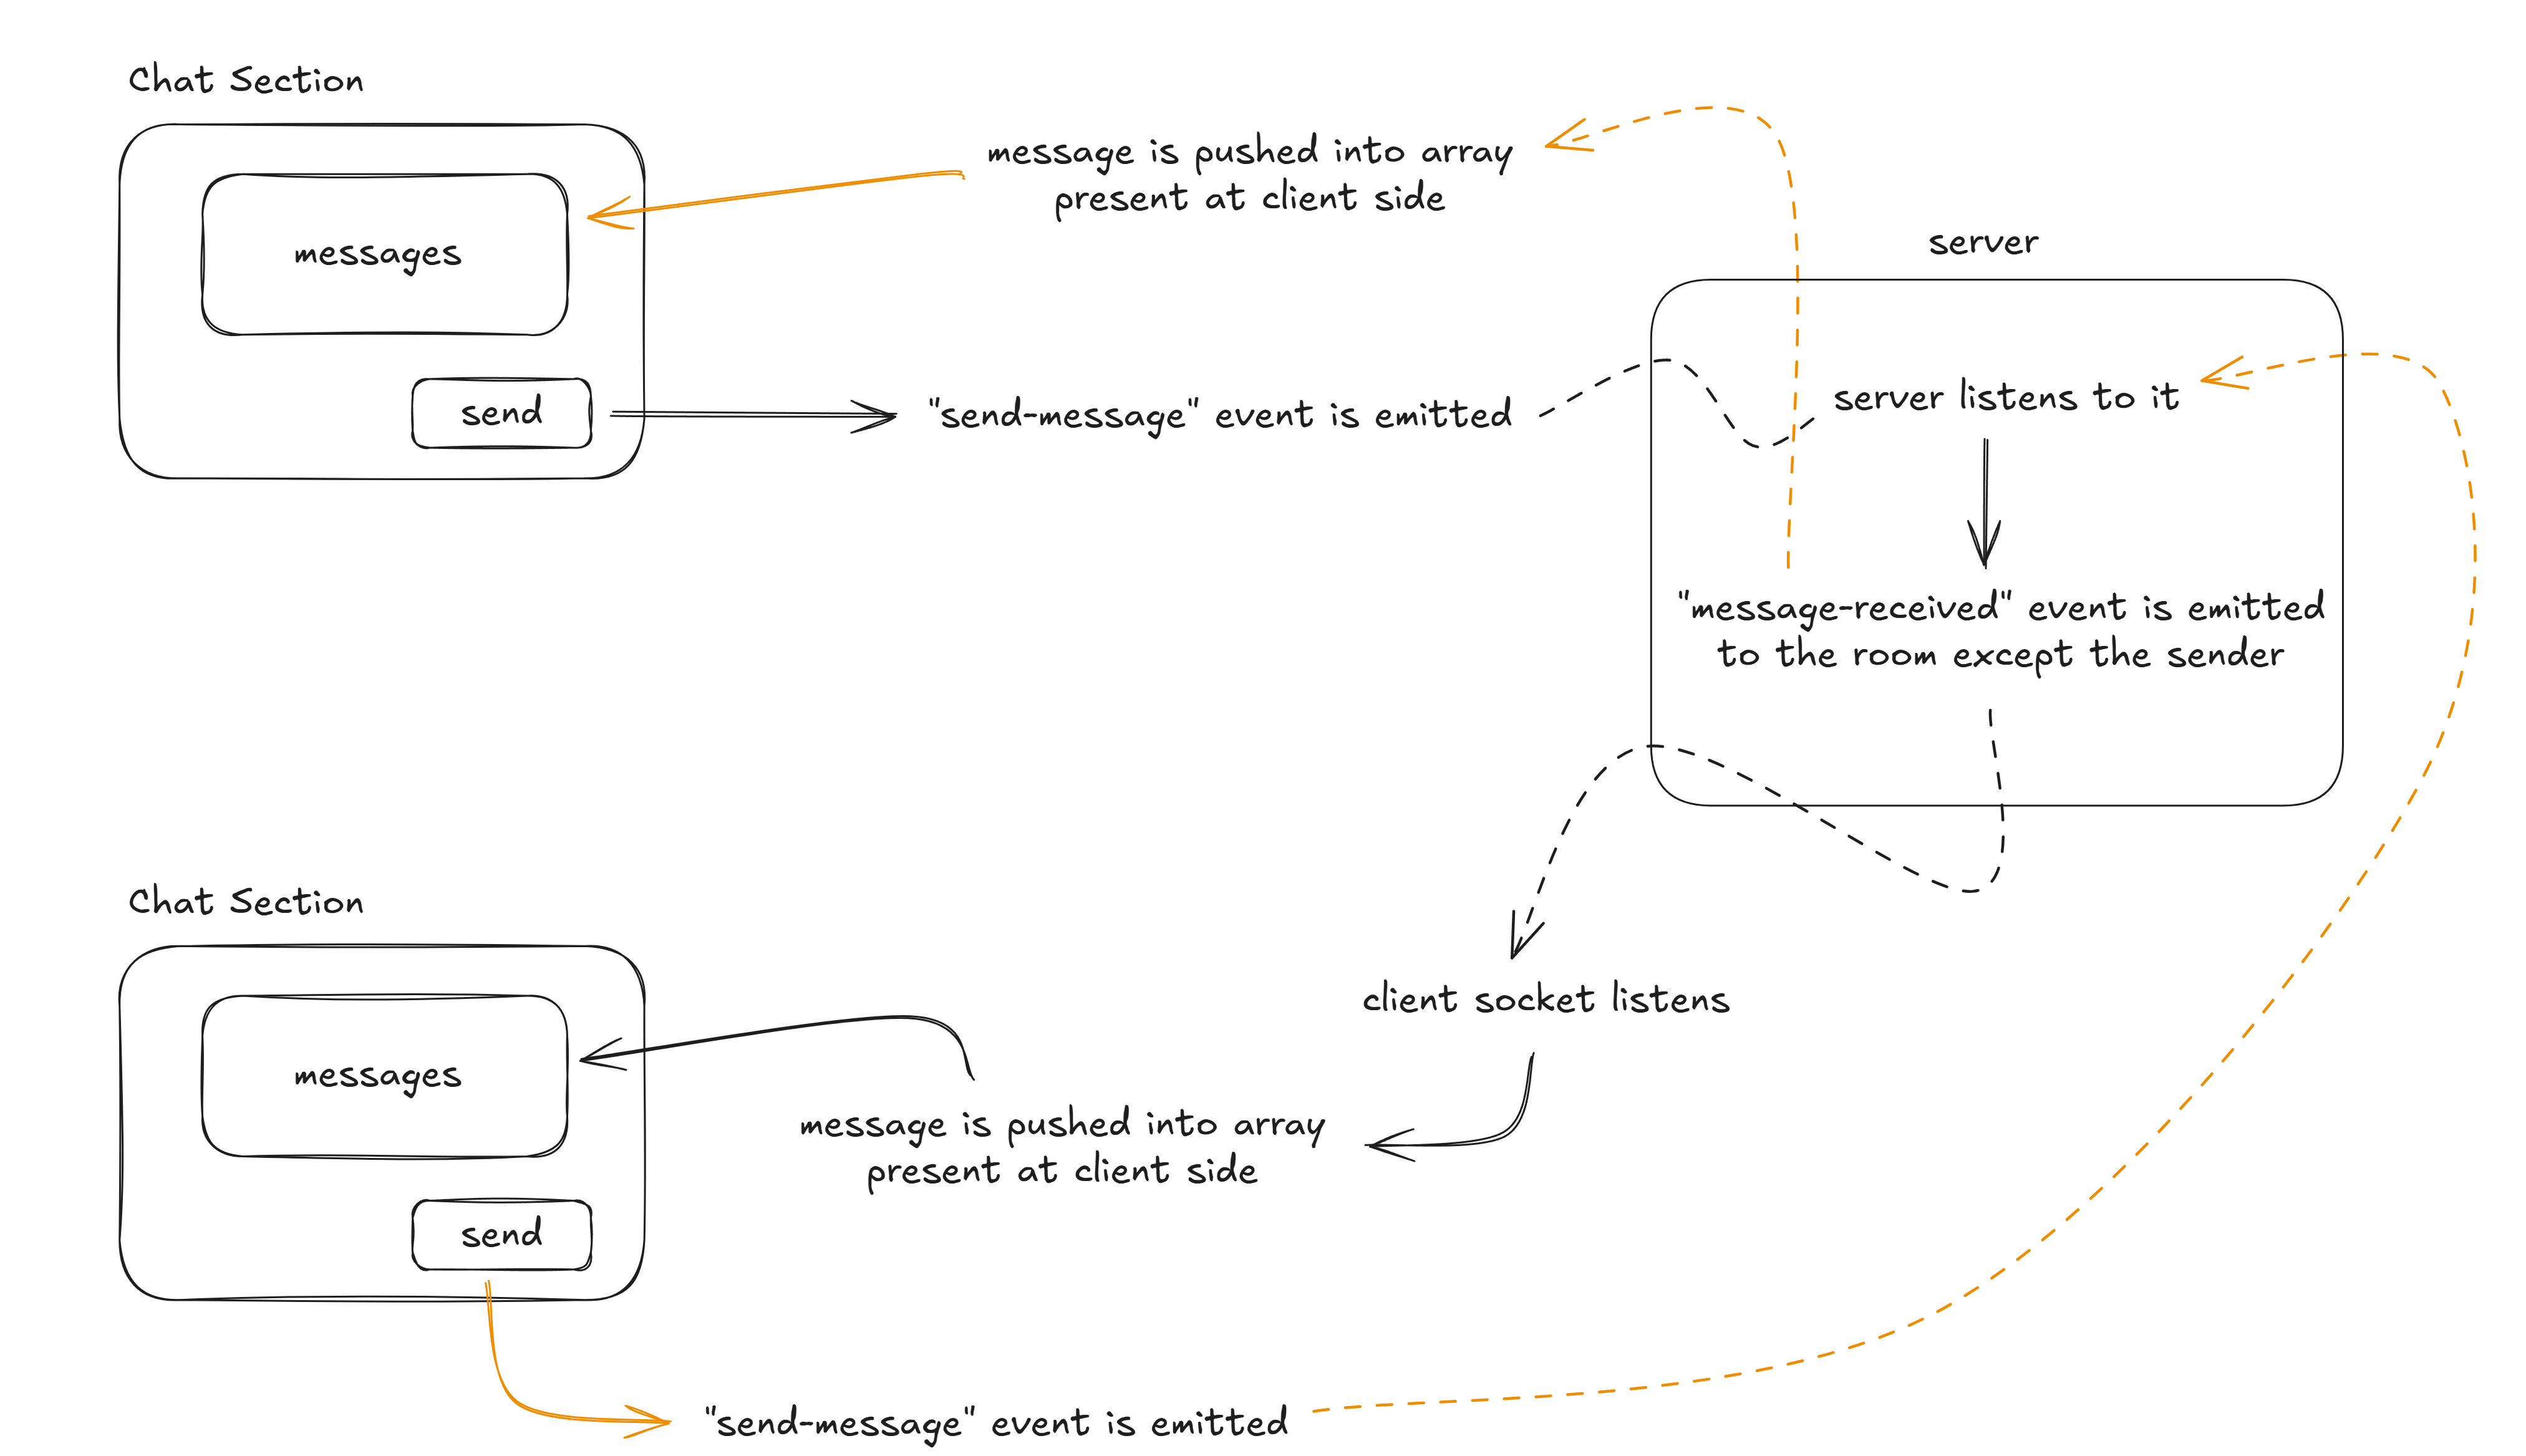 Chat Section
message is pushed into array
present at client side
messages
server
send
"send-message" event is emitted
server listens to it
"message-received" event is emitted
to the room except the sender
Chat Section
client socket listens
messages
message is pushed into array
present at client side
send
"send-message" event is emitted